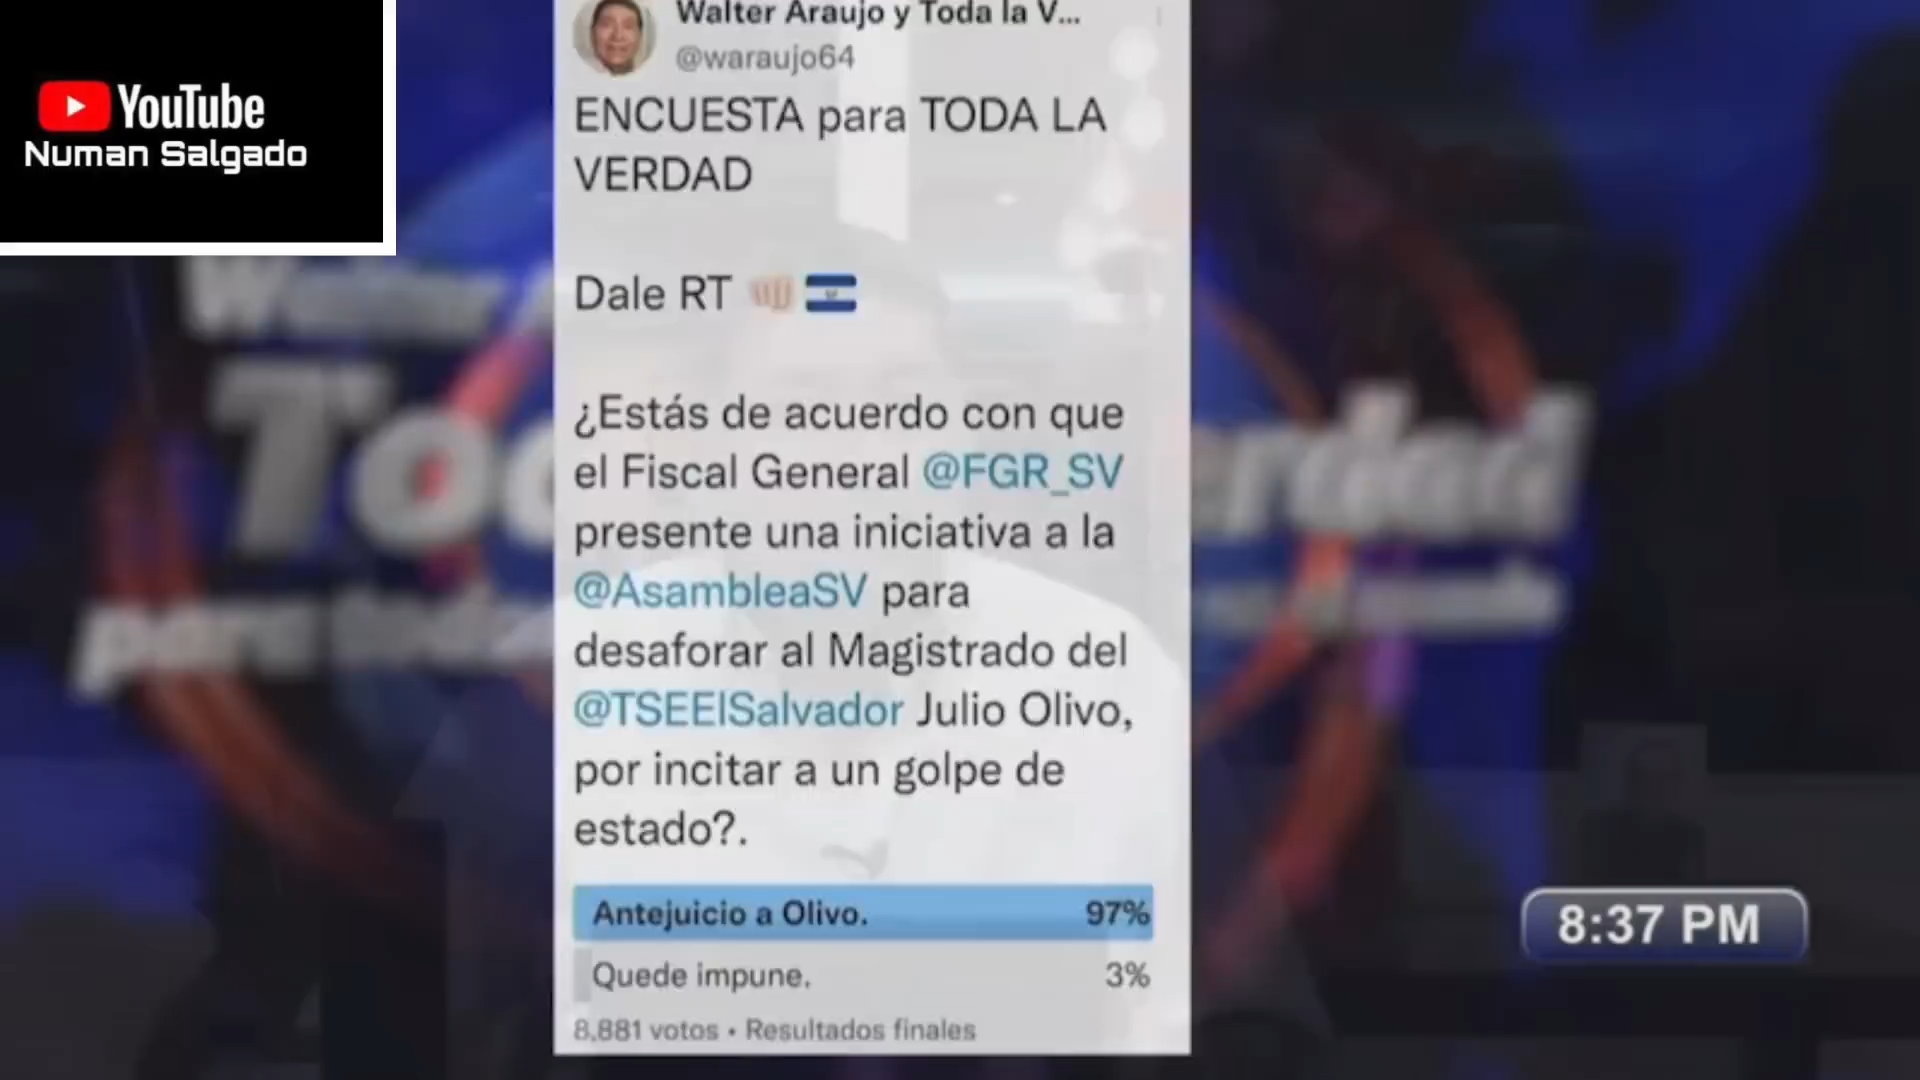 YouTube
Numan Salgado
Walter Araujo y Toda la V...
@waraujo64
ENCUESTA para TODA LA
VERDAD
Dale RT 👊🏻 🇸🇻
¿Estás de acuerdo con que
el Fiscal General @FGR_SV
presente una iniciativa a la
@AsambleaSV para
desaforar al Magistrado del
@TSEElSalvador Julio Olivo,
por incitar a un golpe de
estado?.
Antejuicio a Olivo. 97%
Quede impune. 3%
8,881 votos • Resultados finales
8:37 PM